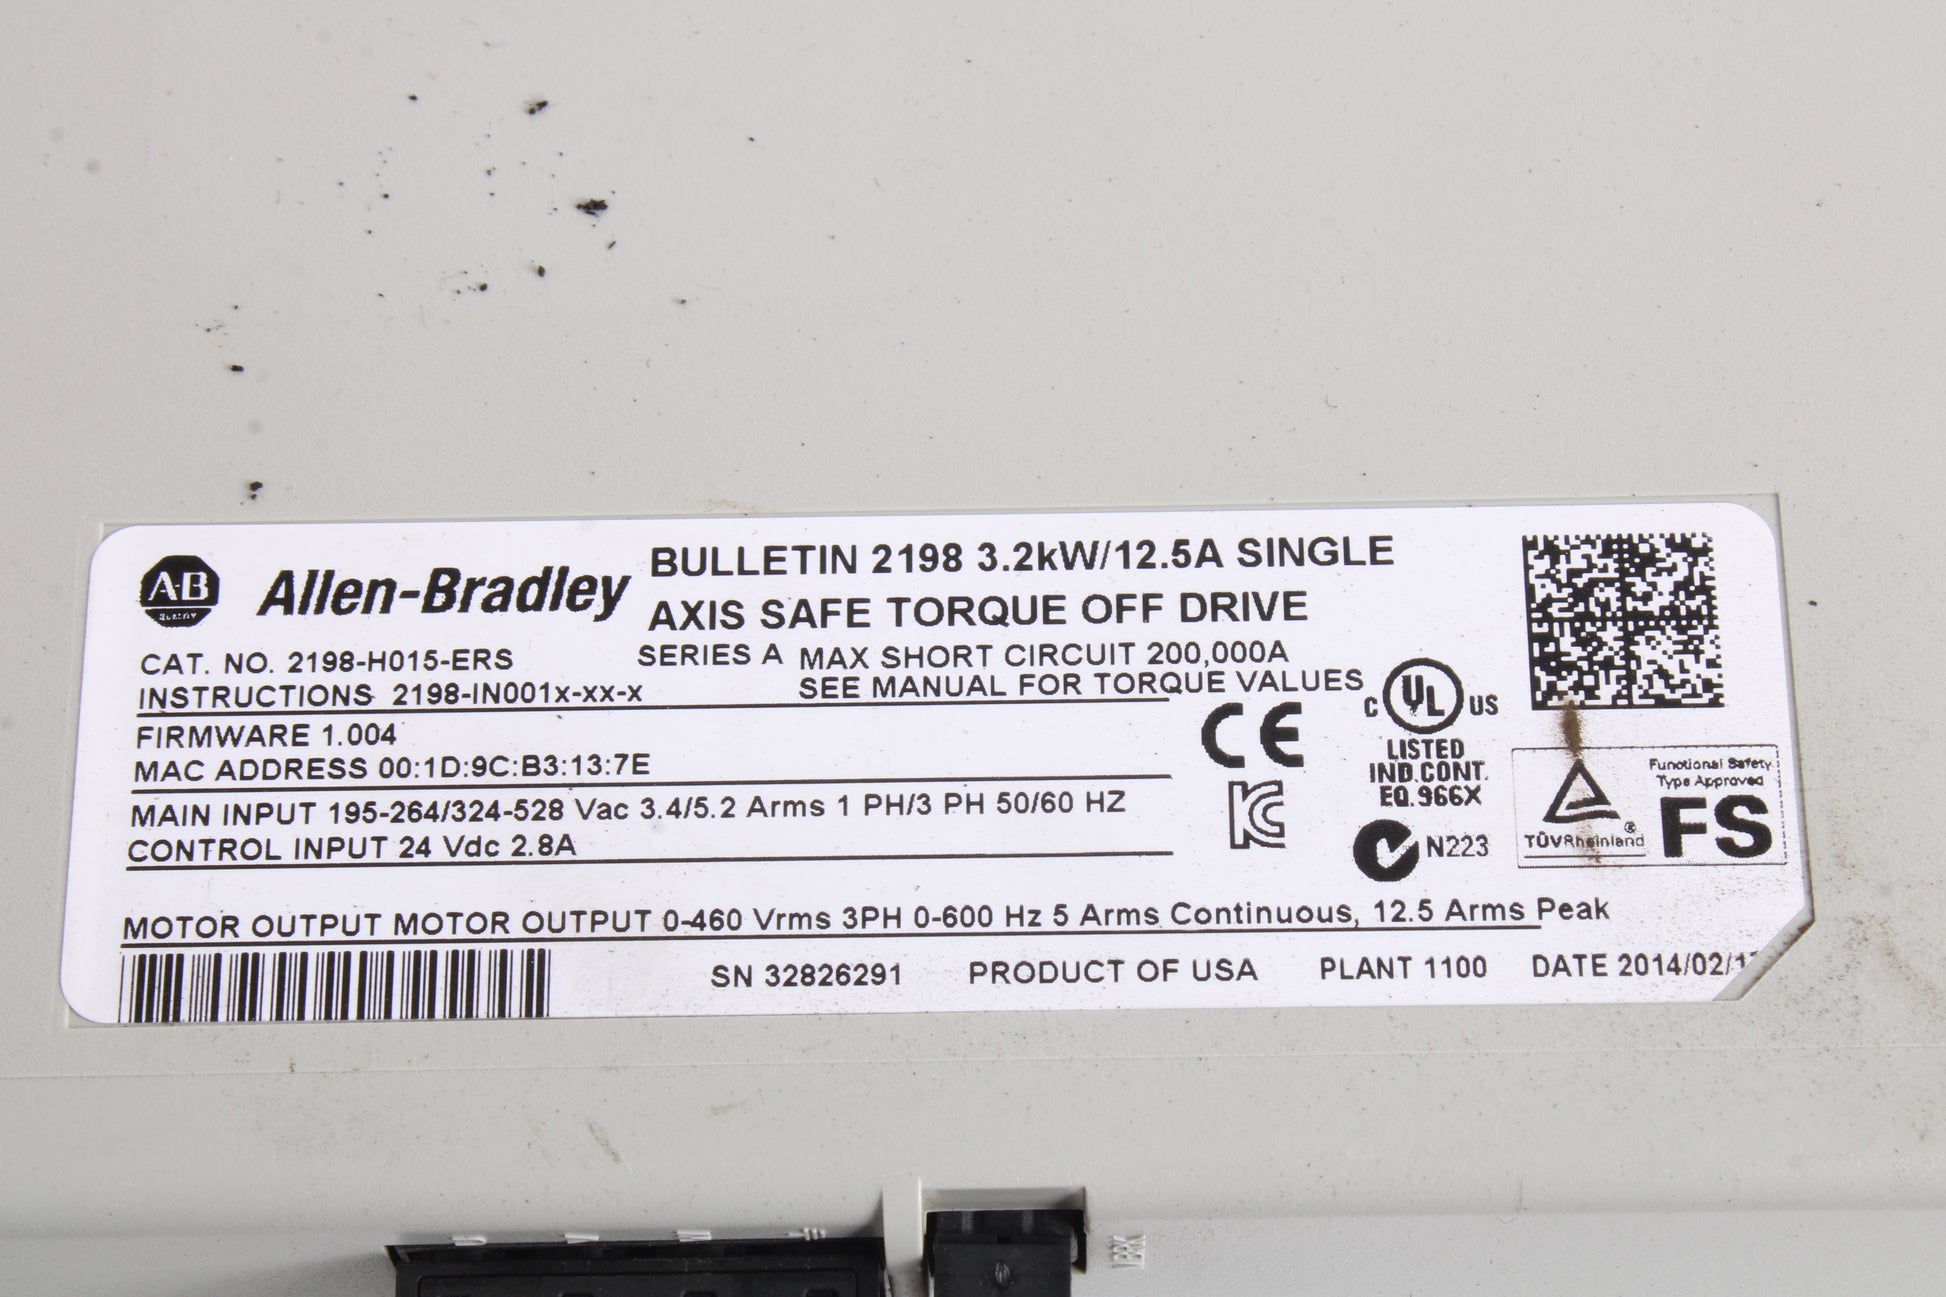 A-B
QUALITY
Allen-Bradley
BULLETIN 2198 3.2kW/12.5A SINGLE
AXIS SAFE TORQUE OFF DRIVE
CAT. NO. 2198-H015-ERS
SERIES A MAX SHORT CIRCUIT 200,000A
INSTRUCTIONS 2198-IN001x-xx-x
SEE MANUAL FOR TORQUE VALUES
FIRMWARE 1.004
MAC ADDRESS 00:1D:9C:B3:13:7E
MAIN INPUT 195-264/324-528 Vac 3.4/5.2 Arms 1 PH/3 PH 50/60 HZ
CONTROL INPUT 24 Vdc 2.8A
CE
KC
C UL US
LISTED
IND.CONT.
EQ.966X
N223
TÜVRheinland®
Functional Safety
Type Approved
FS
MOTOR OUTPUT MOTOR OUTPUT 0-460 Vrms 3PH 0-600 Hz 5 Arms Continuous, 12.5 Arms Peak
SN 32826291 PRODUCT OF USA PLANT 1100 DATE 2014/02/1
U V W